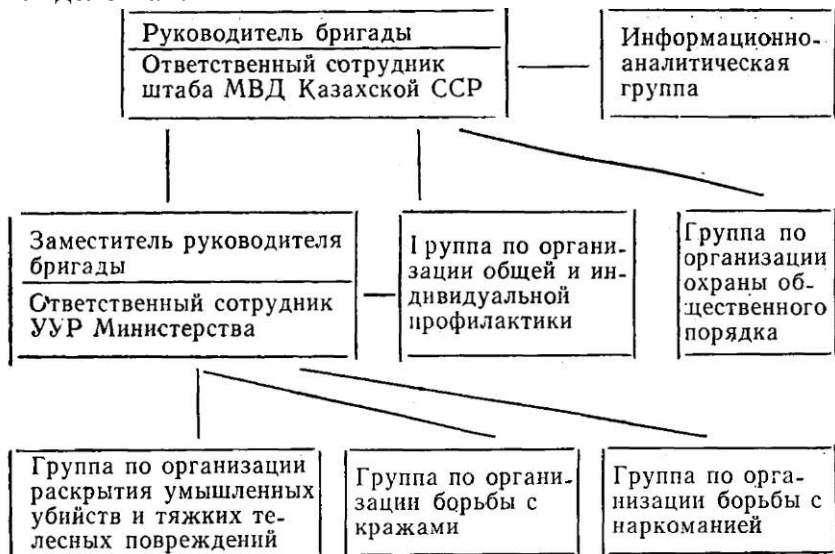 Руководитель бригады
Ответственный сотрудник
штаба МВД Казахской ССР
Информационно-
аналитическая
группа
Заместитель руководителя
бригады
Ответственный сотрудник
УУР Министерства
Группа по органи-
зации общей и ин-
дивидуальной
профилактики
Группа по
организации
охраны об-
щественного
порядка
Группа по организации
раскрытия умышленных
убийств и тяжких те-
лесных повреждений
Группа по органи-
зации борьбы с
кражами
Группа по орга-
низации борьбы с
наркоманией